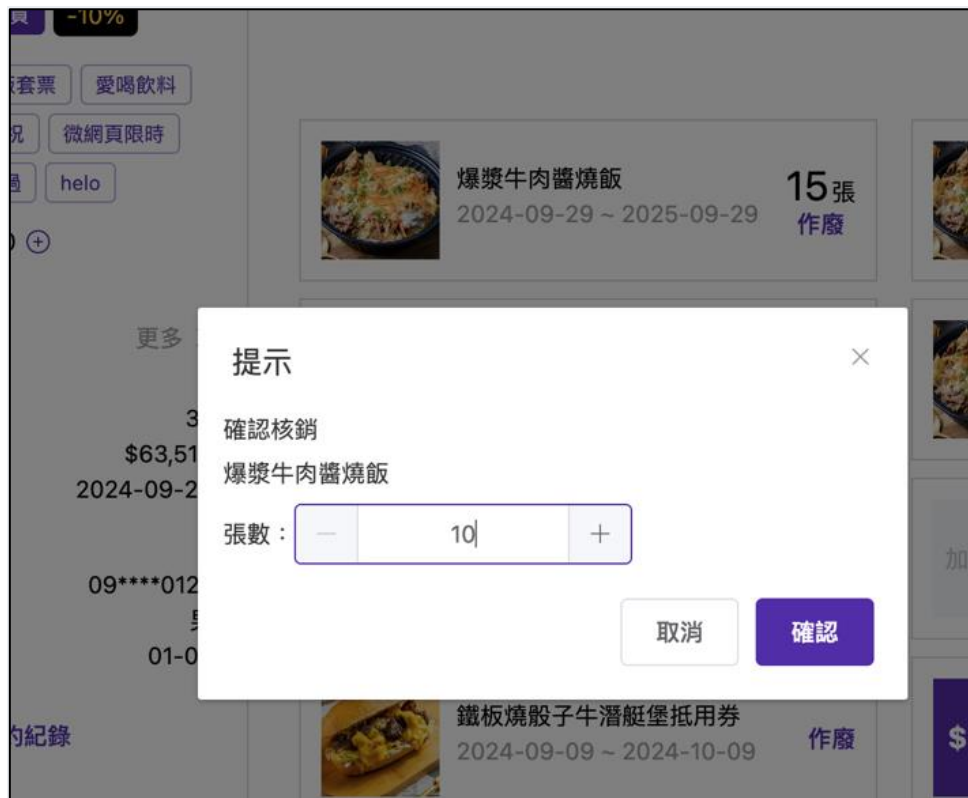 -10%
套票
愛喝飲料
微網頁限時
helo
更多
$63,51
2024-09-2
09****012
01-0
的紀錄
爆漿牛肉醬燒飯
15張
2024-09-29 ~ 2025-09-29
作廢
提示
確認核銷
爆漿牛肉醬燒飯
張數：
10
取消
確認
鐵板燒骰子牛潛艇堡抵用券
2024-09-09 ~ 2024-10-09
作廢
加
$